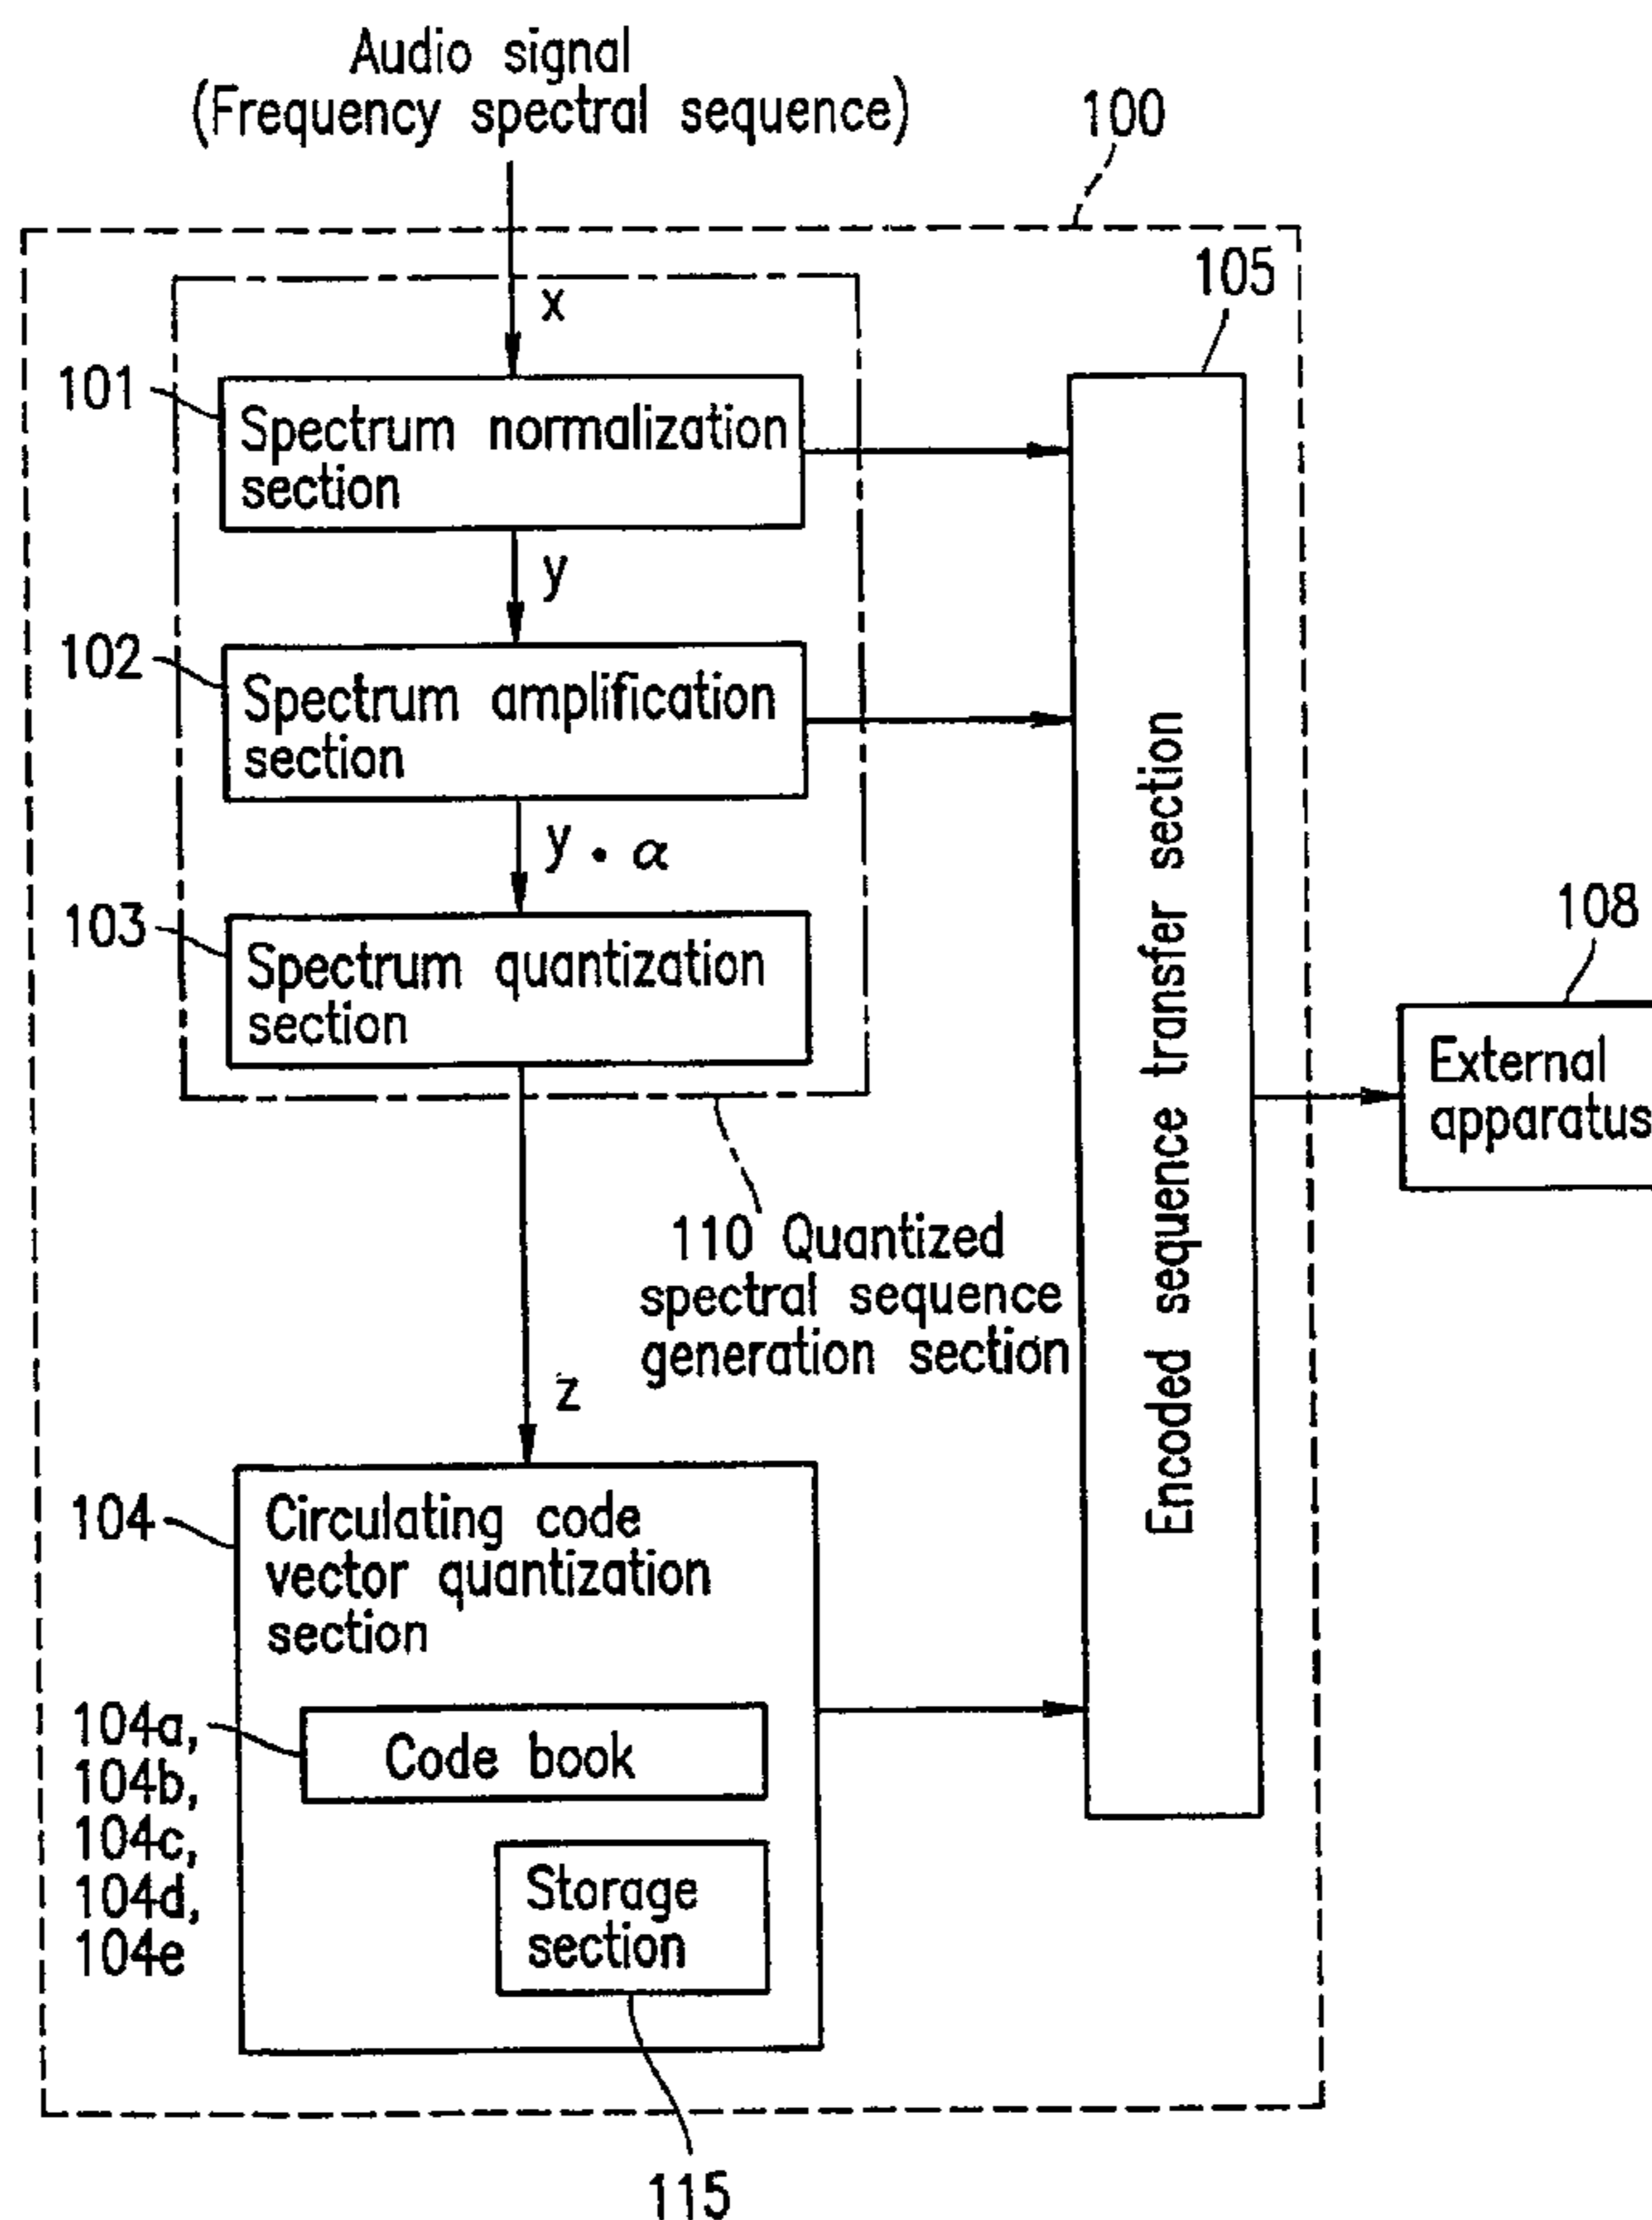 Audio signal
(Frequency spectral sequence)
100
105
x
101
Spectrum normalization
section
y
102
Spectrum amplification
section
y · α
103
Spectrum quantization
section
Encoded sequence transfer section
108
External
apparatus
110 Quantized
spectral sequence
generation section
z
104
Circulating code
vector quantization
section
104a,
104b,
104c,
104d,
104e
Code book
Storage
section
115